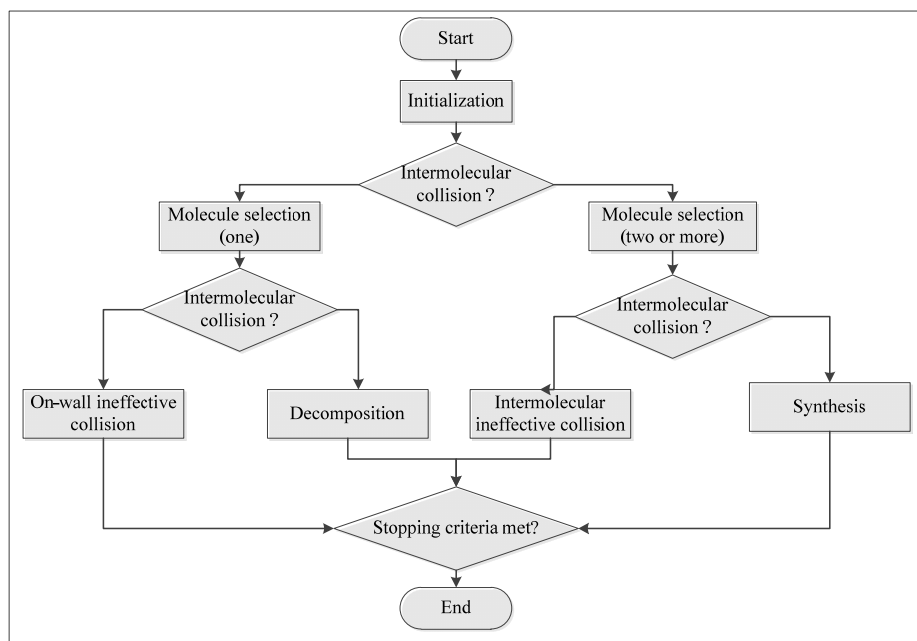 Start
Initialization
Intermolecular
collision ?
Molecule selection
(one)
Molecule selection
(two or more)
Intermolecular
collision ?
Intermolecular
collision ?
On-wall ineffective
collision
Decomposition
Intermolecular
ineffective collision
Synthesis
Stopping criteria met?
End